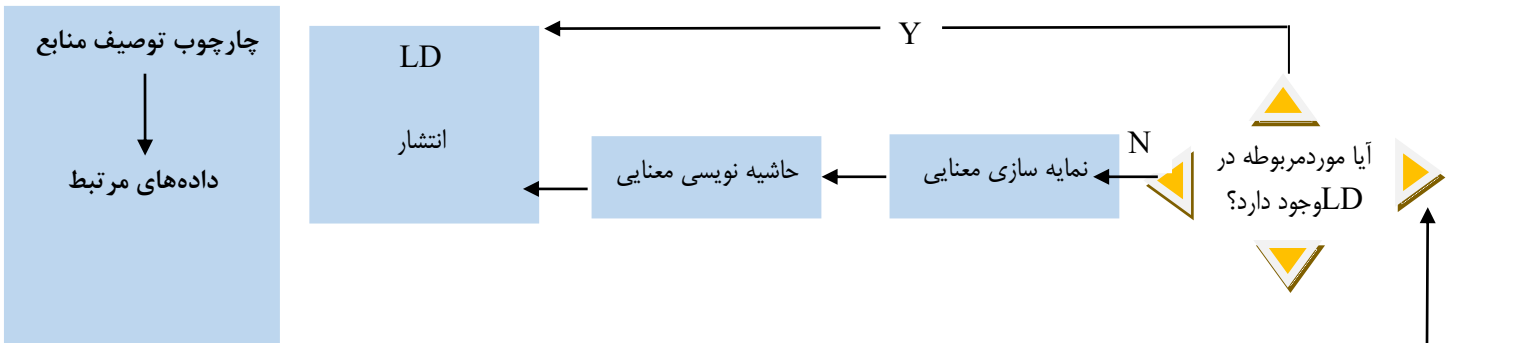 آیا موردمربوطه در
LDوجود دارد؟
Y
N
نمایه سازی معنایی
حاشیه نویسی معنایی
LD
انتشار
چارچوب توصیف منابع
داده‌های مرتبط